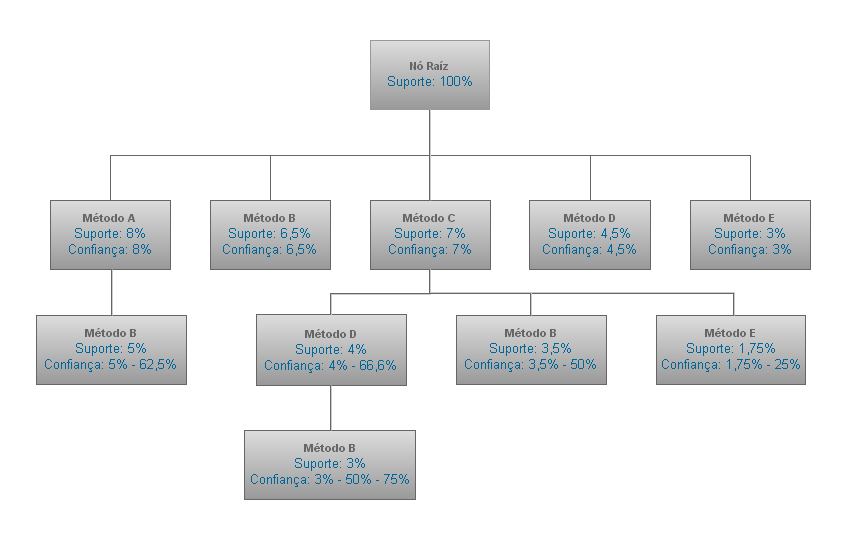 Nó Raíz
Suporte: 100%
Método A
Suporte: 8%
Confiança: 8%
Método B
Suporte: 6,5%
Confiança: 6,5%
Método C
Suporte: 7%
Confiança: 7%
Método D
Suporte: 4,5%
Confiança: 4,5%
Método E
Suporte: 3%
Confiança: 3%
Método B
Suporte: 5%
Confiança: 5% - 62,5%
Método D
Suporte: 4%
Confiança: 4% - 66,6%
Método B
Suporte: 3,5%
Confiança: 3,5% - 50%
Método E
Suporte: 1,75%
Confiança: 1,75% - 25%
Método B
Suporte: 3%
Confiança: 3% - 50% - 75%